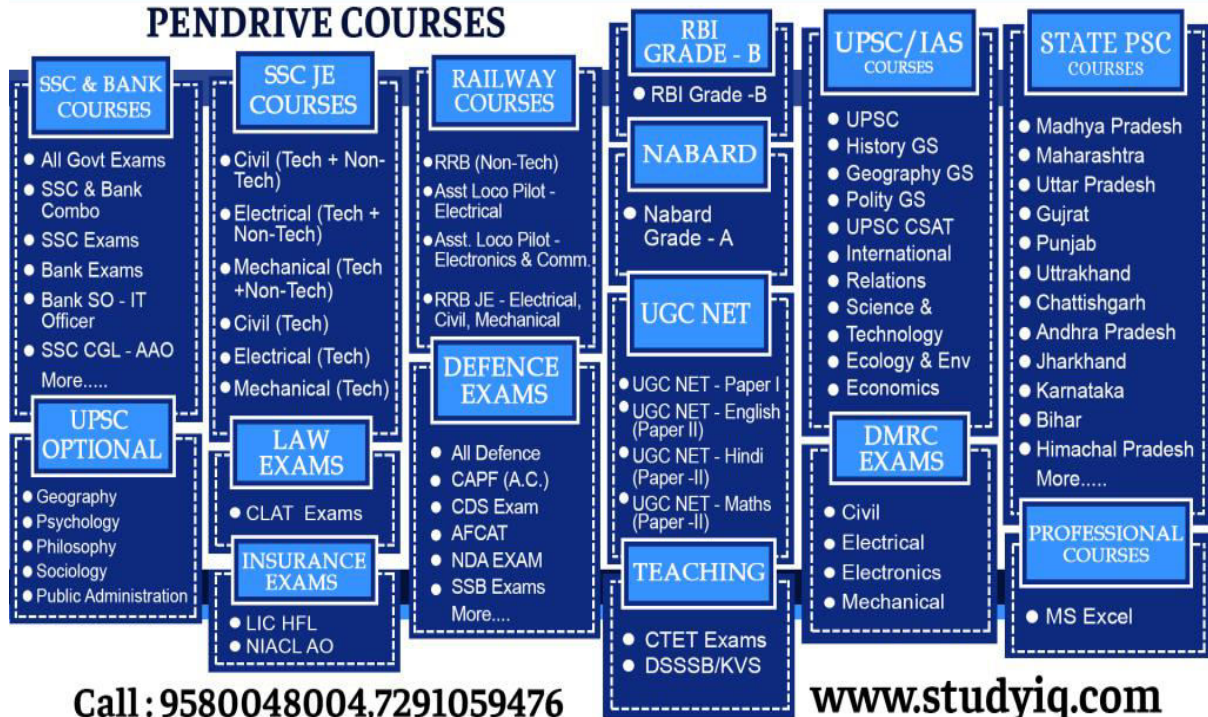 PENDRIVE COURSES
SSC & BANK
COURSES
All Govt Exams
SSC & Bank
Combo
SSC Exams
Bank Exams
Bank SO - IT
Officer
SSC CGL - AAO
More.....
UPSC
OPTIONAL
Geography
Psychology
Philosophy
Sociology
Public Administration
SSC JE
COURSES
Civil (Tech + Non-
Tech)
Electrical (Tech +
Non-Tech)
Mechanical (Tech
+Non-Tech)
Civil (Tech)
Electrical (Tech)
Mechanical (Tech)
LAW
EXAMS
CLAT Exams
INSURANCE
EXAMS
LIC HFL
NIACL AO
RAILWAY
COURSES
RRB (Non-Tech)
Asst Loco Pilot -
Electrical
Asst. Loco Pilot -
Electronics & Comm.
RRB JE - Electrical,
Civil, Mechanical
DEFENCE
EXAMS
All Defence
CAPF (A.C.)
CDS Exam
AFCAT
NDA EXAM
SSB Exams
More....
RBI
GRADE - B
RBI Grade -B
NABARD
Nabard
Grade - A
UGC NET
UGC NET - Paper I
UGC NET - English
(Paper II)
UGC NET - Hindi
(Paper -II)
UGC NET - Maths
(Paper -II)
TEACHING
CTET Exams
DSSSB/KVS
UPSC/IAS
COURSES
UPSC
History GS
Geography GS
Polity GS
UPSC CSAT
International
Relations
Science &
Technology
Ecology & Env
Economics
DMRC
EXAMS
Civil
Electrical
Electronics
Mechanical
STATE PSC
COURSES
Madhya Pradesh
Maharashtra
Uttar Pradesh
Gujrat
Punjab
Uttrakhand
Chattishgarh
Andhra Pradesh
Jharkhand
Karnataka
Bihar
Himachal Pradesh
More.....
PROFESSIONAL
COURSES
MS Excel
Call : 9580048004,7291059476
www.studyiq.com